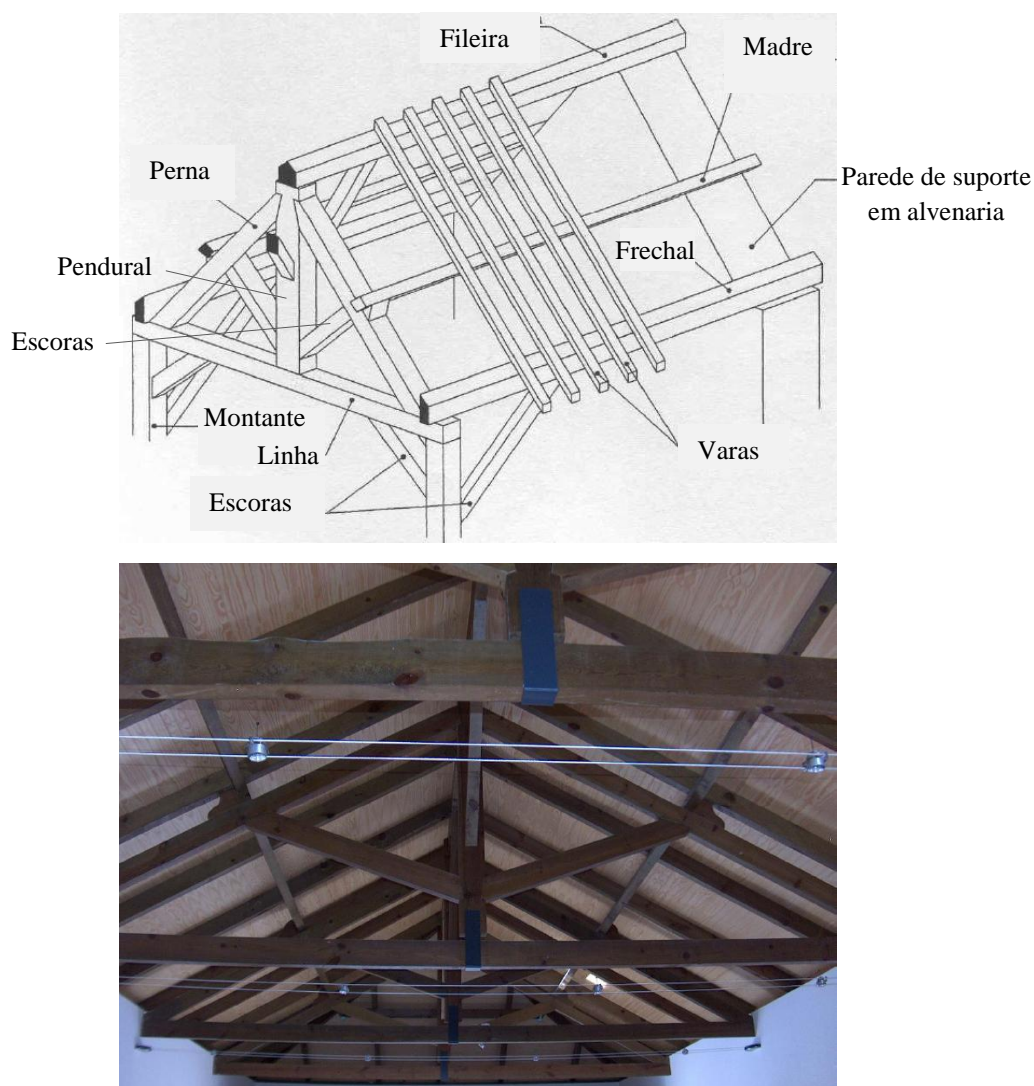 Fileira
Madre
Perna
Parede de suporte
em alvenaria
Frechal
Pendural
Escoras
Montante
Linha
Varas
Escoras